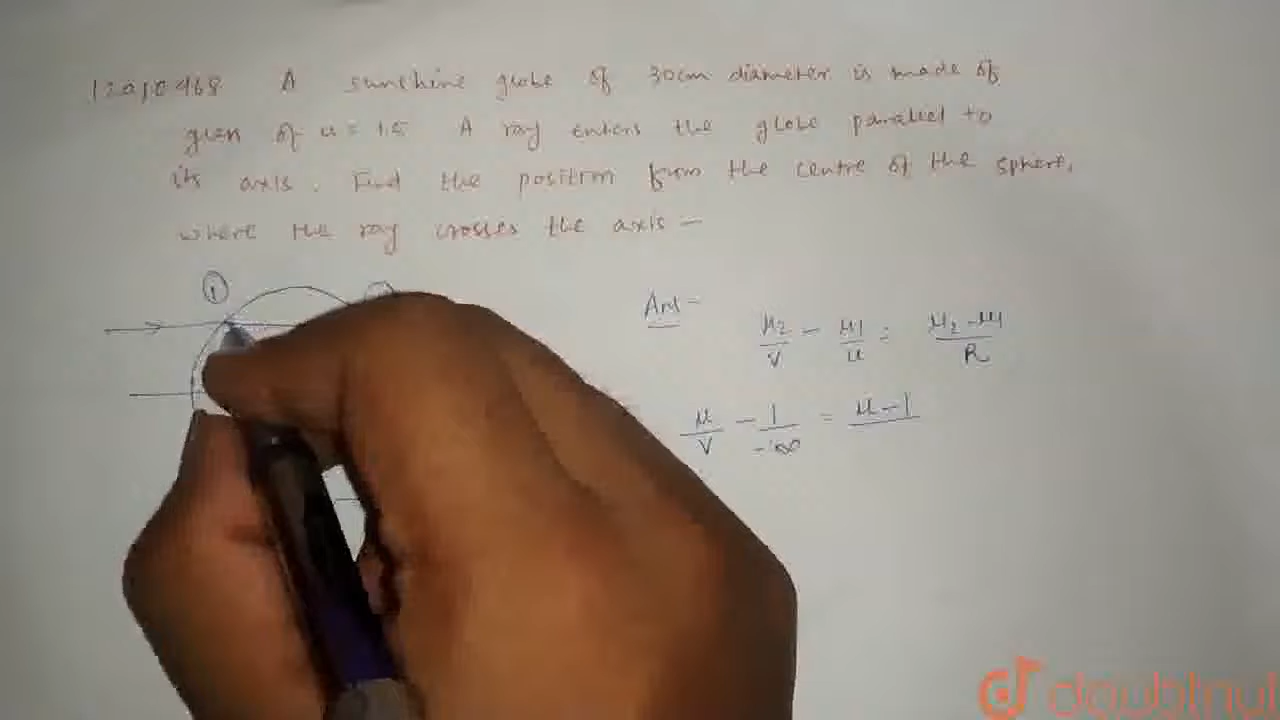 12010468 A sunshine globe of 30cm diameter is made of
glass of u = 1.5 A ray enters the globe parallel to
its axis. Find the position from the centre of the sphere,
where the ray crosses the axis —
①
Ans -
μ2/v - μ1/u = μ2-μ1/R
μ/v - 1/-∞ = μ-1
doubtnut